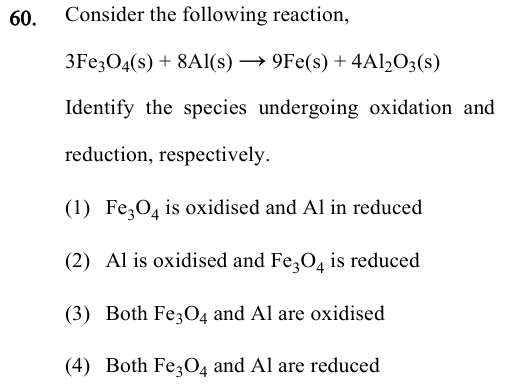 60. Consider the following reaction,
3Fe₃O₄(s) + 8Al(s) ⟶ 9Fe(s) + 4Al₂O₃(s)
Identify the species undergoing oxidation and
reduction, respectively.
(1) Fe₃O₄ is oxidised and Al in reduced
(2) Al is oxidised and Fe₃O₄ is reduced
(3) Both Fe₃O₄ and Al are oxidised
(4) Both Fe₃O₄ and Al are reduced